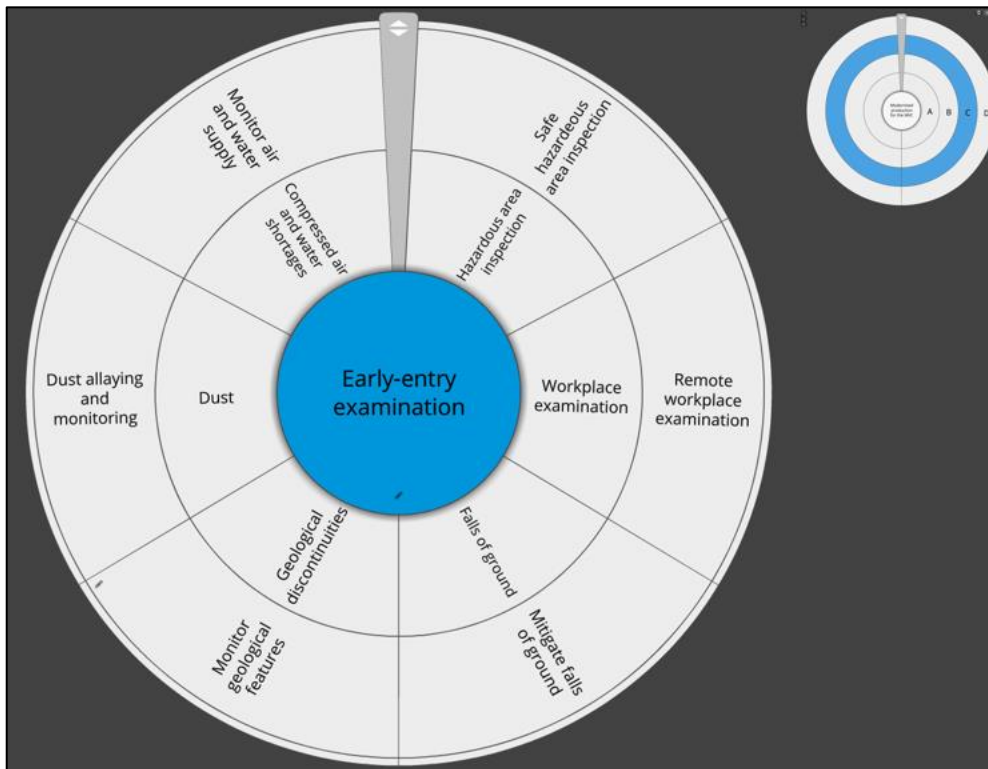 Early-entry
examination
Hazardous area
inspection
Safe
hazardeous
area inspection
Workplace
examination
Remote
workplace
examination
Falls of ground
Mitigate falls
of ground
Geological
discontinuities
Monitor
geological
features
Dust
Dust allaying
and
monitoring
Compressed air
and water
shortages
Monitor air
and water
supply
A
B
C
D